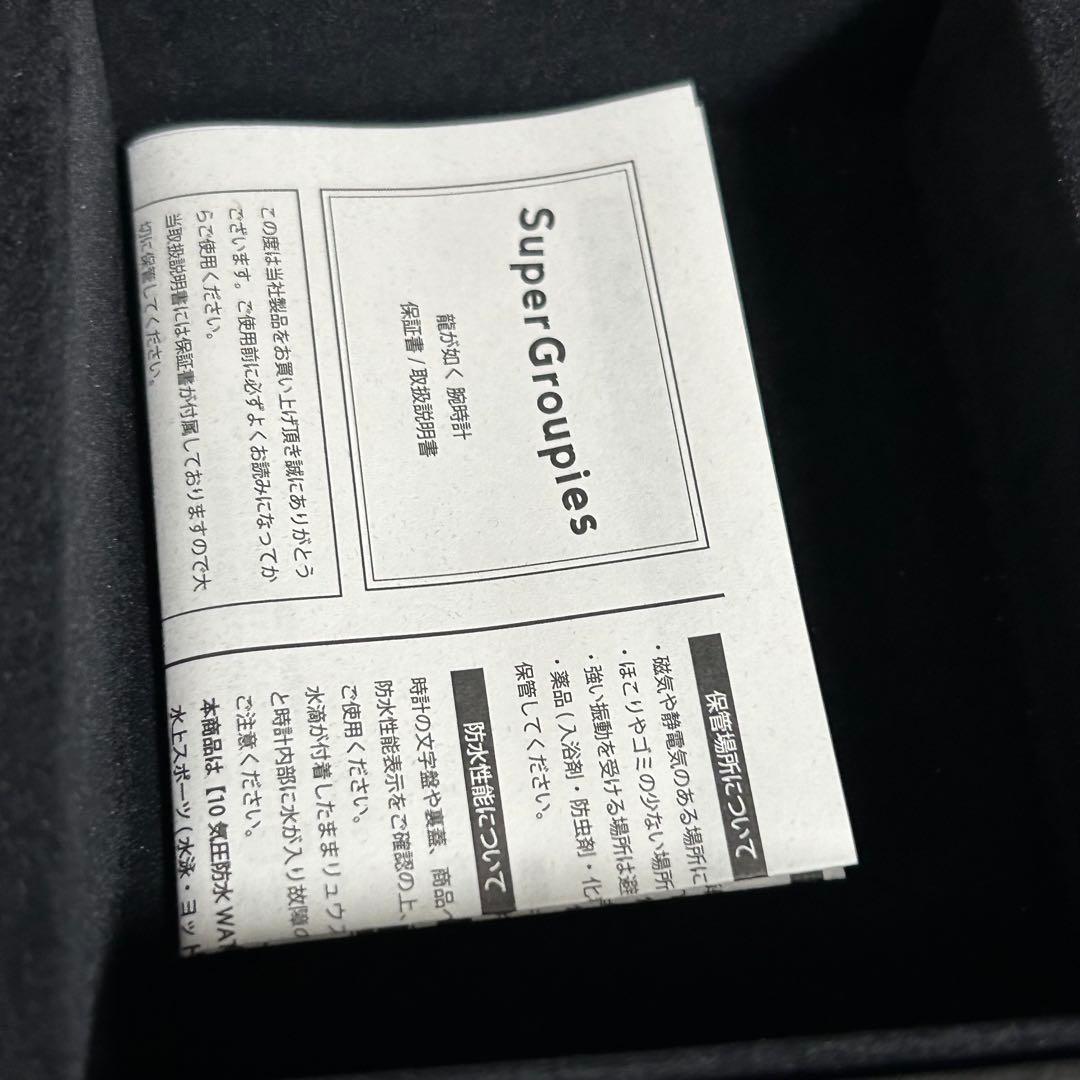 SuperGroupies
龍が如く 腕時計
保証書 / 取扱説明書
この度は当社製品をお買い上げ頂き誠にありがとう
ございます。ご使用前に必ずよくお読みになってか
らご使用ください。
当取扱説明書には保証書が付属しておりますので大
切に保管してください。
保管場所について
・磁気や静電気のある場所に
・ほこりやゴミの少ない場所
・強い振動を受ける場所は避
・薬品 (入浴剤・防虫剤・化
保管してください。
防水性能について
時計の文字盤や裏蓋、商品
防水性能表示をご確認の上、
ご使用ください。
水滴が付着したままリュウズ
と時計内部に水が入り故障の
ご注意ください。
本商品は【10 気圧防水 WAT
水上スポーツ (水泳・ヨット